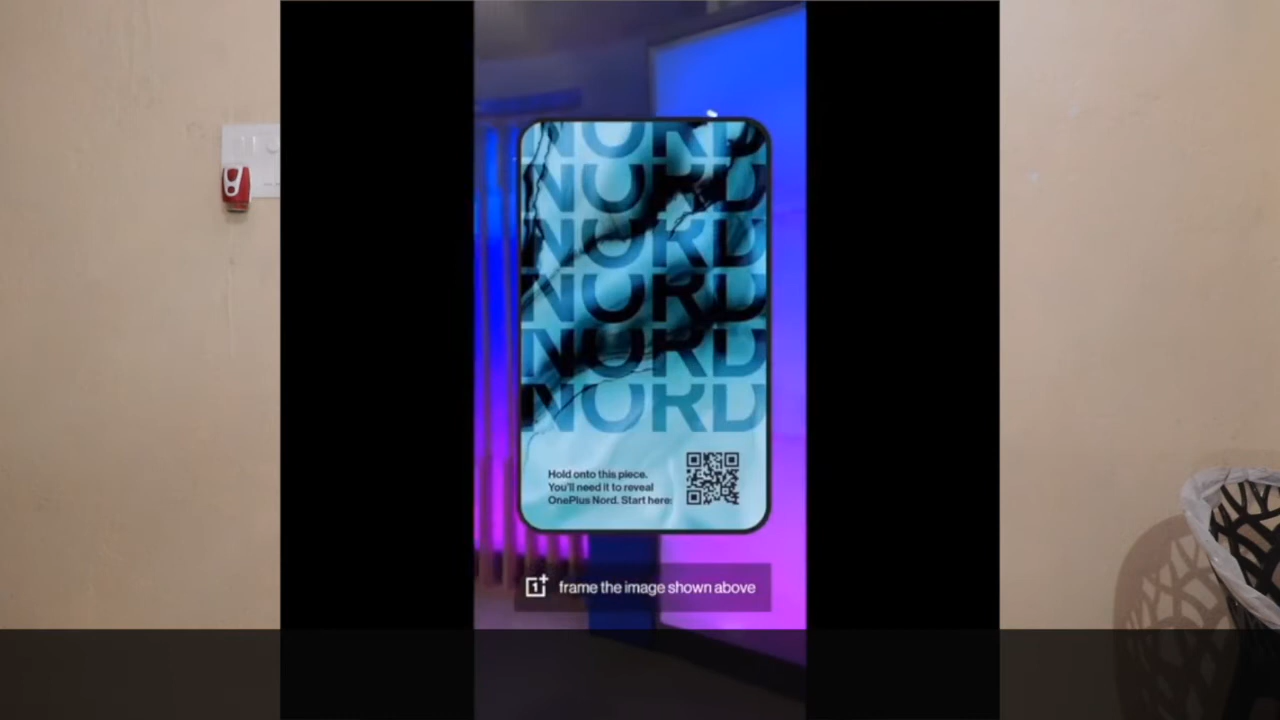 NORD
NORD
NORD
NORD
NORD
NORD
Hold onto this piece.
You'll need it to reveal
OnePlus Nord. Start here:
1+
frame the image shown above